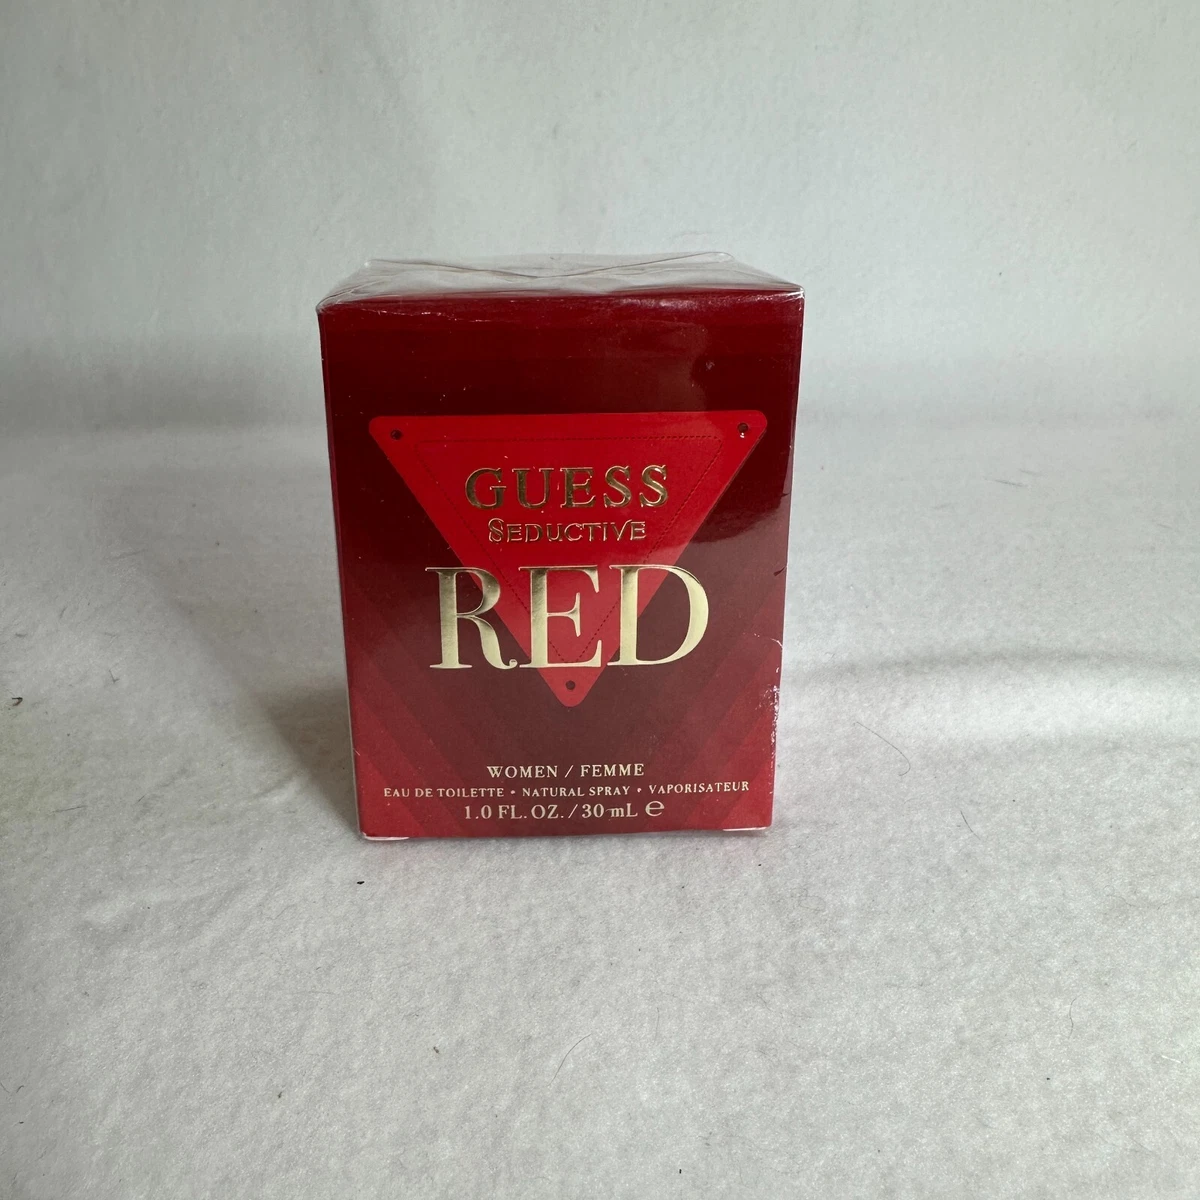 GUESS
SEDUCTIVE
RED
WOMEN / FEMME
EAU DE TOILETTE • NATURAL SPRAY • VAPORISATEUR
1.0 FL. OZ. / 30 mL ℮